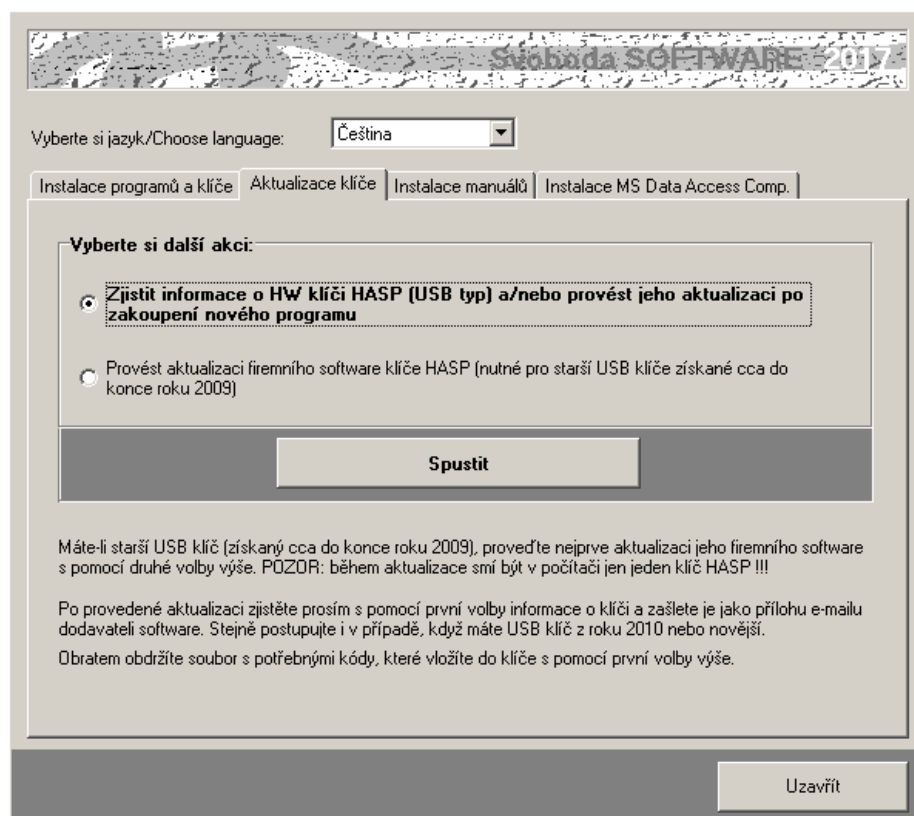 Svoboda SOFTWARE 2017
Vyberte si jazyk/Choose language:
Čeština
Instalace programů a klíče
Aktualizace klíče
Instalace manuálů
Instalace MS Data Access Comp.
Vyberte si další akci:
Zjistit informace o HW klíči HASP (USB typ) a/nebo provést jeho aktualizaci po
zakoupení nového programu
Provést aktualizaci firemního software klíče HASP (nutné pro starší USB klíče získané cca do
konce roku 2009)
Spustit
Máte-li starší USB klíč (získaný cca do konce roku 2009), proveďte nejprve aktualizaci jeho firemního software
s pomocí druhé volby výše. POZOR: během aktualizace smí být v počítači jen jeden klíč HASP !!!
Po provedené aktualizaci zjistěte prosím s pomocí první volby informace o klíči a zašlete je jako přílohu e-mailu
dodavateli software. Stejně postupujte i v případě, když máte USB klíč z roku 2010 nebo novější.
Obratem obdržíte soubor s potřebnými kódy, které vložíte do klíče s pomocí první volby výše.
Uzavřít